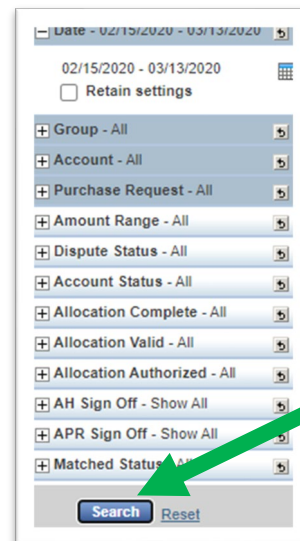 Date - 02/15/2020 - 03/13/2020
02/15/2020 - 03/13/2020
Retain settings
Group - All
Account - All
Purchase Request - All
Amount Range - All
Dispute Status - All
Account Status - All
Allocation Complete - All
Allocation Valid - All
Allocation Authorized - All
AH Sign Off - Show All
APR Sign Off - Show All
Matched Status - All
Search Reset